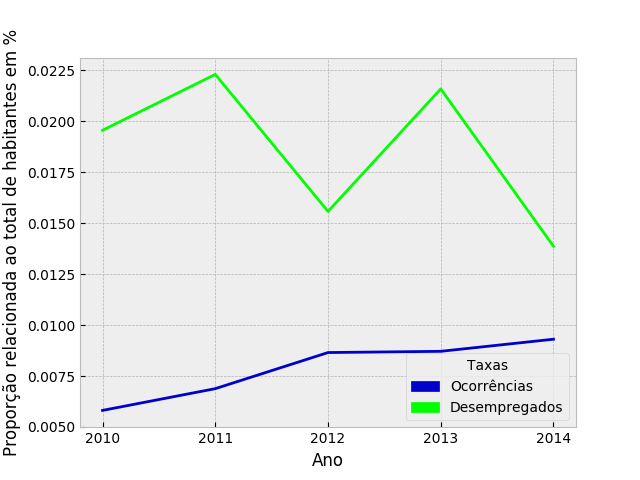 Proporção relacionada ao total de habitantes em %
0.0225
0.0200
0.0175
0.0150
0.0125
0.0100
0.0075
0.0050
2010 2011 2012 2013 2014
Ano
Taxas
Ocorrências
Desempregados